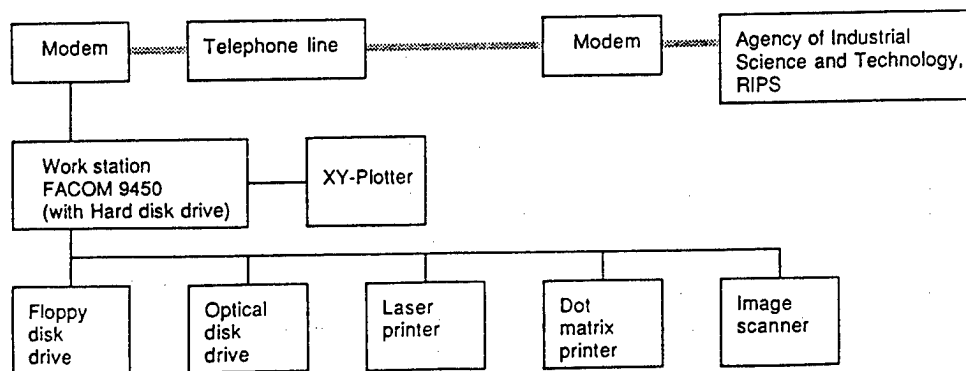 Modem
Telephone line
Modem
Agency of Industrial
Science and Technology,
RIPS
Work station
FACOM 9450
(with Hard disk drive)
XY-Plotter
Floppy
disk
drive
Optical
disk
drive
Laser
printer
Dot
matrix
printer
Image
scanner